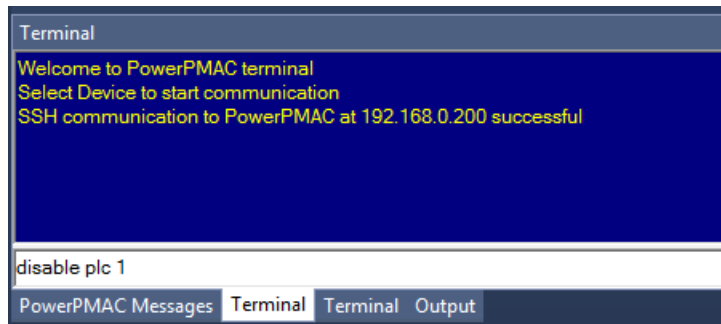 Terminal
Welcome to PowerPMAC terminal
Select Device to start communication
SSH communication to PowerPMAC at 192.168.0.200 successful
disable plc 1
PowerPMAC Messages Terminal Terminal Output